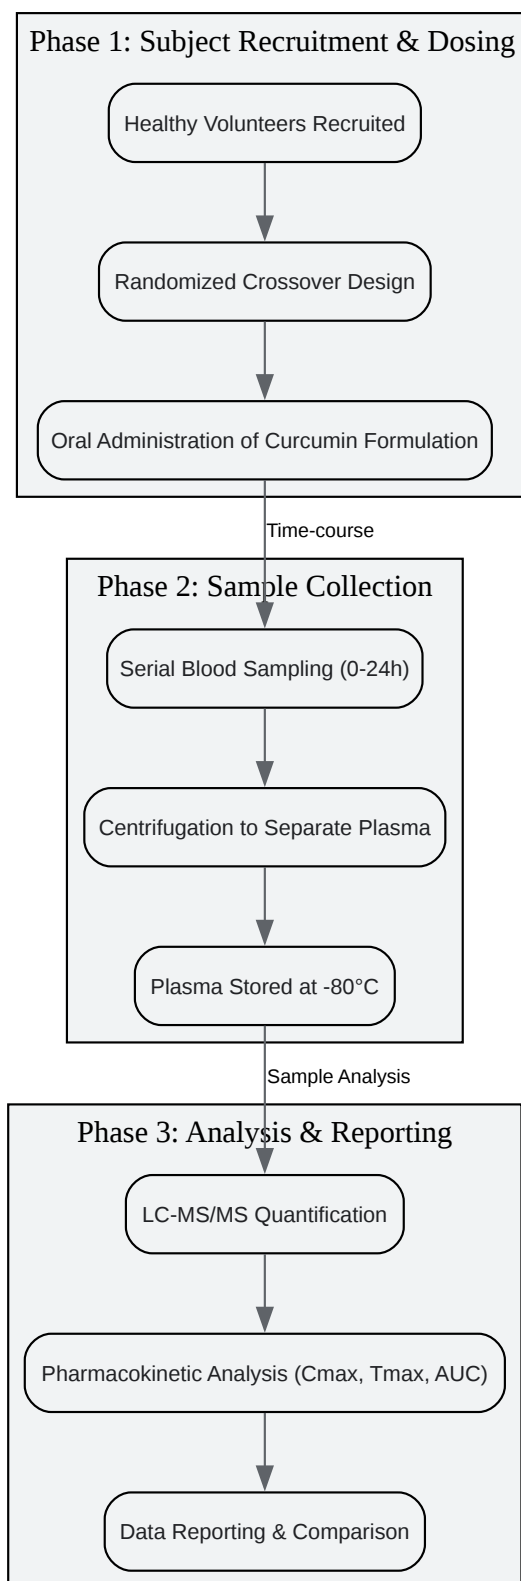 Phase 1: Subject Recruitment & Dosing
Healthy Volunteers Recruited
Randomized Crossover Design
Oral Administration of Curcumin Formulation
Time-course
Phase 2: Sample Collection
Serial Blood Sampling (0-24h)
Centrifugation to Separate Plasma
Plasma Stored at -80°C
Sample Analysis
Phase 3: Analysis & Reporting
LC-MS/MS Quantification
Pharmacokinetic Analysis (Cmax, Tmax, AUC)
Data Reporting & Comparison